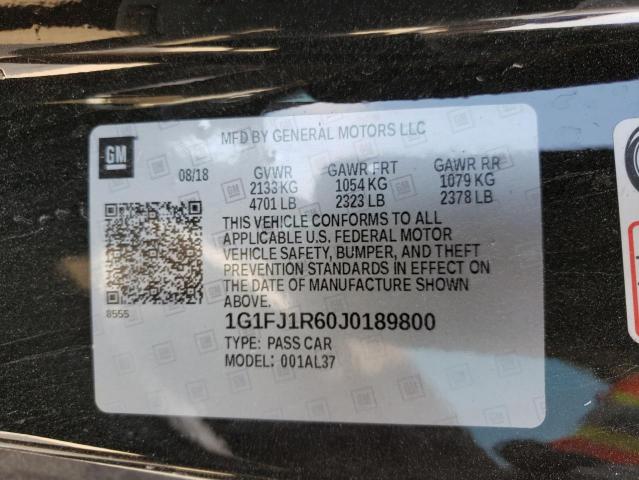 GM
MFD BY GENERAL MOTORS LLC
08/18 GVWR GAWR FRT GAWR RR
2133 KG 1054 KG 1079 KG
4701 LB 2323 LB 2378 LB
THIS VEHICLE CONFORMS TO ALL
APPLICABLE U.S. FEDERAL MOTOR
VEHICLE SAFETY, BUMPER, AND THEFT
PREVENTION STANDARDS IN EFFECT ON
THE DATE OF MANUFACTURE SHOWN
ABOVE.
8555
1G1FJ1R60J0189800
TYPE: PASS CAR
MODEL: 001AL37